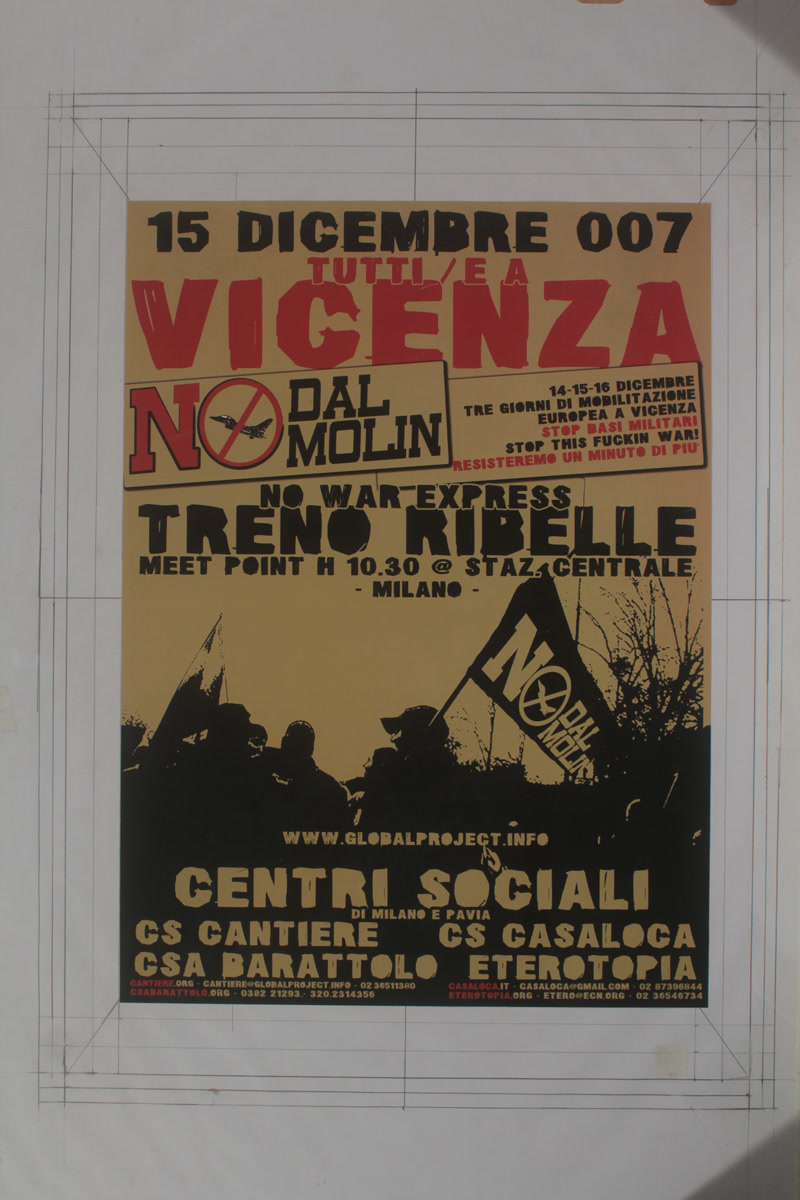 15 DICEMBRE 007
TUTTI/E A
VICENZA
NO DAL MOLIN
14-15-16 DICEMBRE
TRE GIORNI DI MOBILITAZIONE
EUROPEA A VICENZA
STOP BASI MILITARI
STOP THIS FUCKIN WAR!
RESISTEREMO UN MINUTO DI PIU'
NO WAR EXPRESS
TRENO RIBELLE
MEET POINT H 10.30 @ STAZ. CENTRALE
- MILANO -
NO DAL MOLIN
WWW.GLOBALPROJECT.INFO
CENTRI SOCIALI
DI MILANO E PAVIA
CS CANTIERE CS CASALOCA
CSA BARATTOLO ETEROTOPIA
CANTIERE.ORG - CANTIERE@GLOBALPROJECT.INFO - 02 36511380
CSABARATTOLO.ORG - 0382 21293 - 320.2314356
CASALOCA.IT - CASALOCA@GMAIL.COM - 02 87396844
ETEROTOPIA.ORG - ETERO@ECN.ORG - 02 36546734